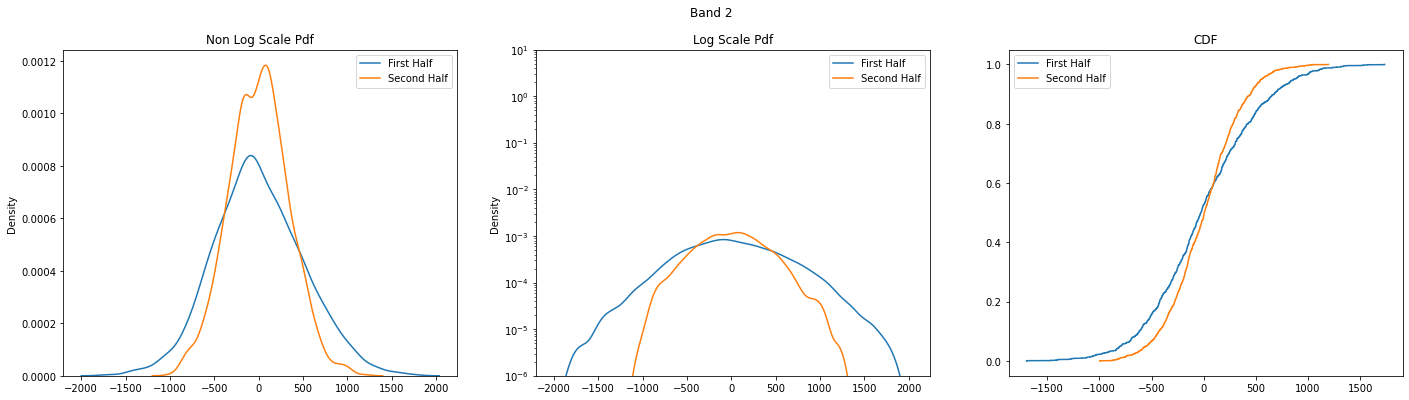 Band 2
Non Log Scale Pdf
Density
0.0012
0.0010
0.0008
0.0006
0.0004
0.0002
0.0000
First Half
Second Half
−2000 −1500 −1000 −500 0 500 1000 1500 2000
Log Scale Pdf
Density
10^1
10^0
10^−1
10^−2
10^−3
10^−4
10^−5
10^−6
First Half
Second Half
−2000 −1500 −1000 −500 0 500 1000 1500 2000
CDF
1.0
0.8
0.6
0.4
0.2
0.0
First Half
Second Half
−1500 −1000 −500 0 500 1000 1500